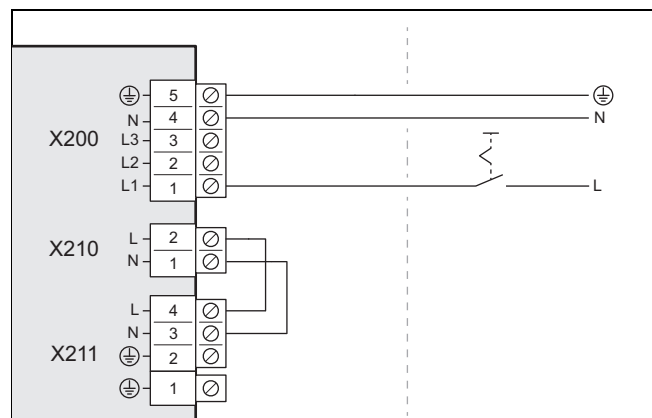 ⏚ 5 ⏚
N 4 N
X200 L3 3
L2 2
L1 1 L
X210 L 2
N 1
L 4
N 3
X211 ⏚ 2
⏚ 1